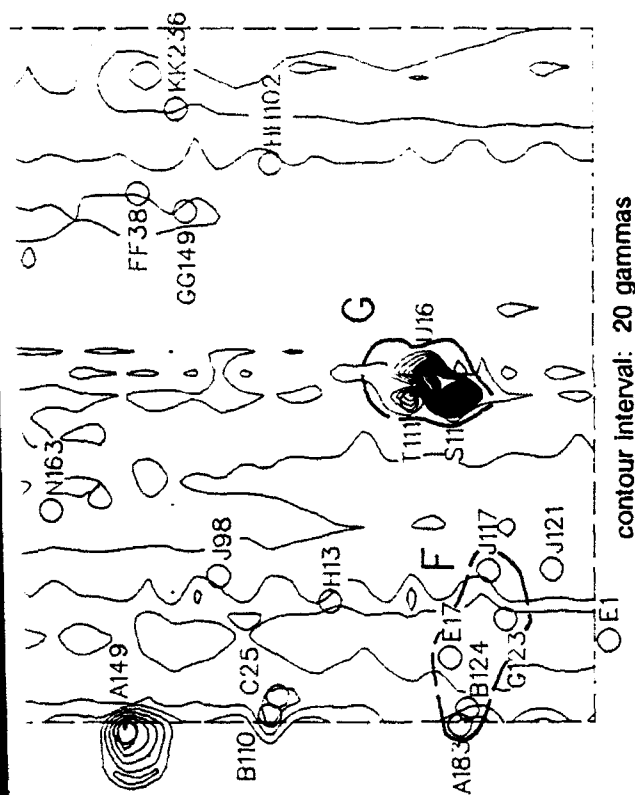 A149
N163
KK236
FF38
GG149
J98
B110
C25
HH102
H13
G
T111
U16
S11
F
E17
A183
B124
J117
G123
J121
E1
contour interval: 20 gammas